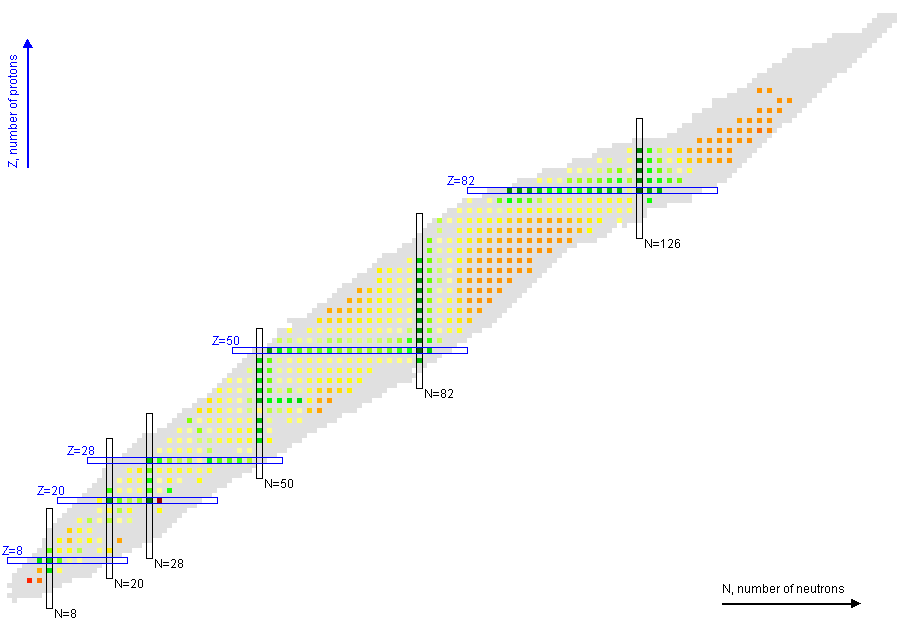 Z, number of protons
Z=82
N=126
Z=50
N=82
Z=28
N=50
Z=20
N=28
Z=8
N=20
N=8
N, number of neutrons